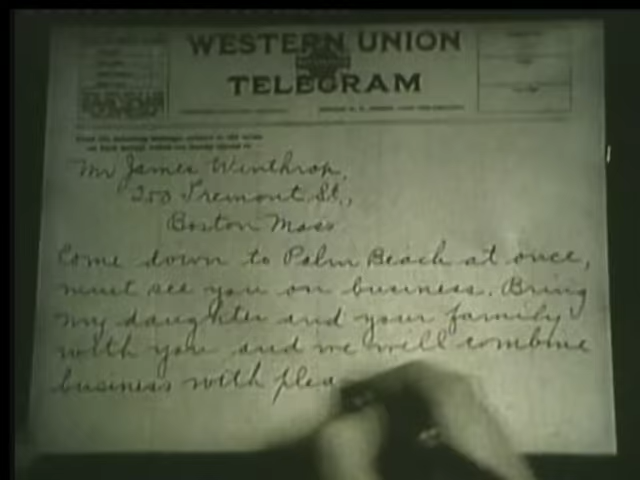 WESTERN UNION
TELEGRAM
Mr James Winthrop,
250 Tremont St.,
Boston Mass
Come down to Palm Beach at once,
must see you on business. Bring
my daughter and your family
with you and we will combine
business with plea